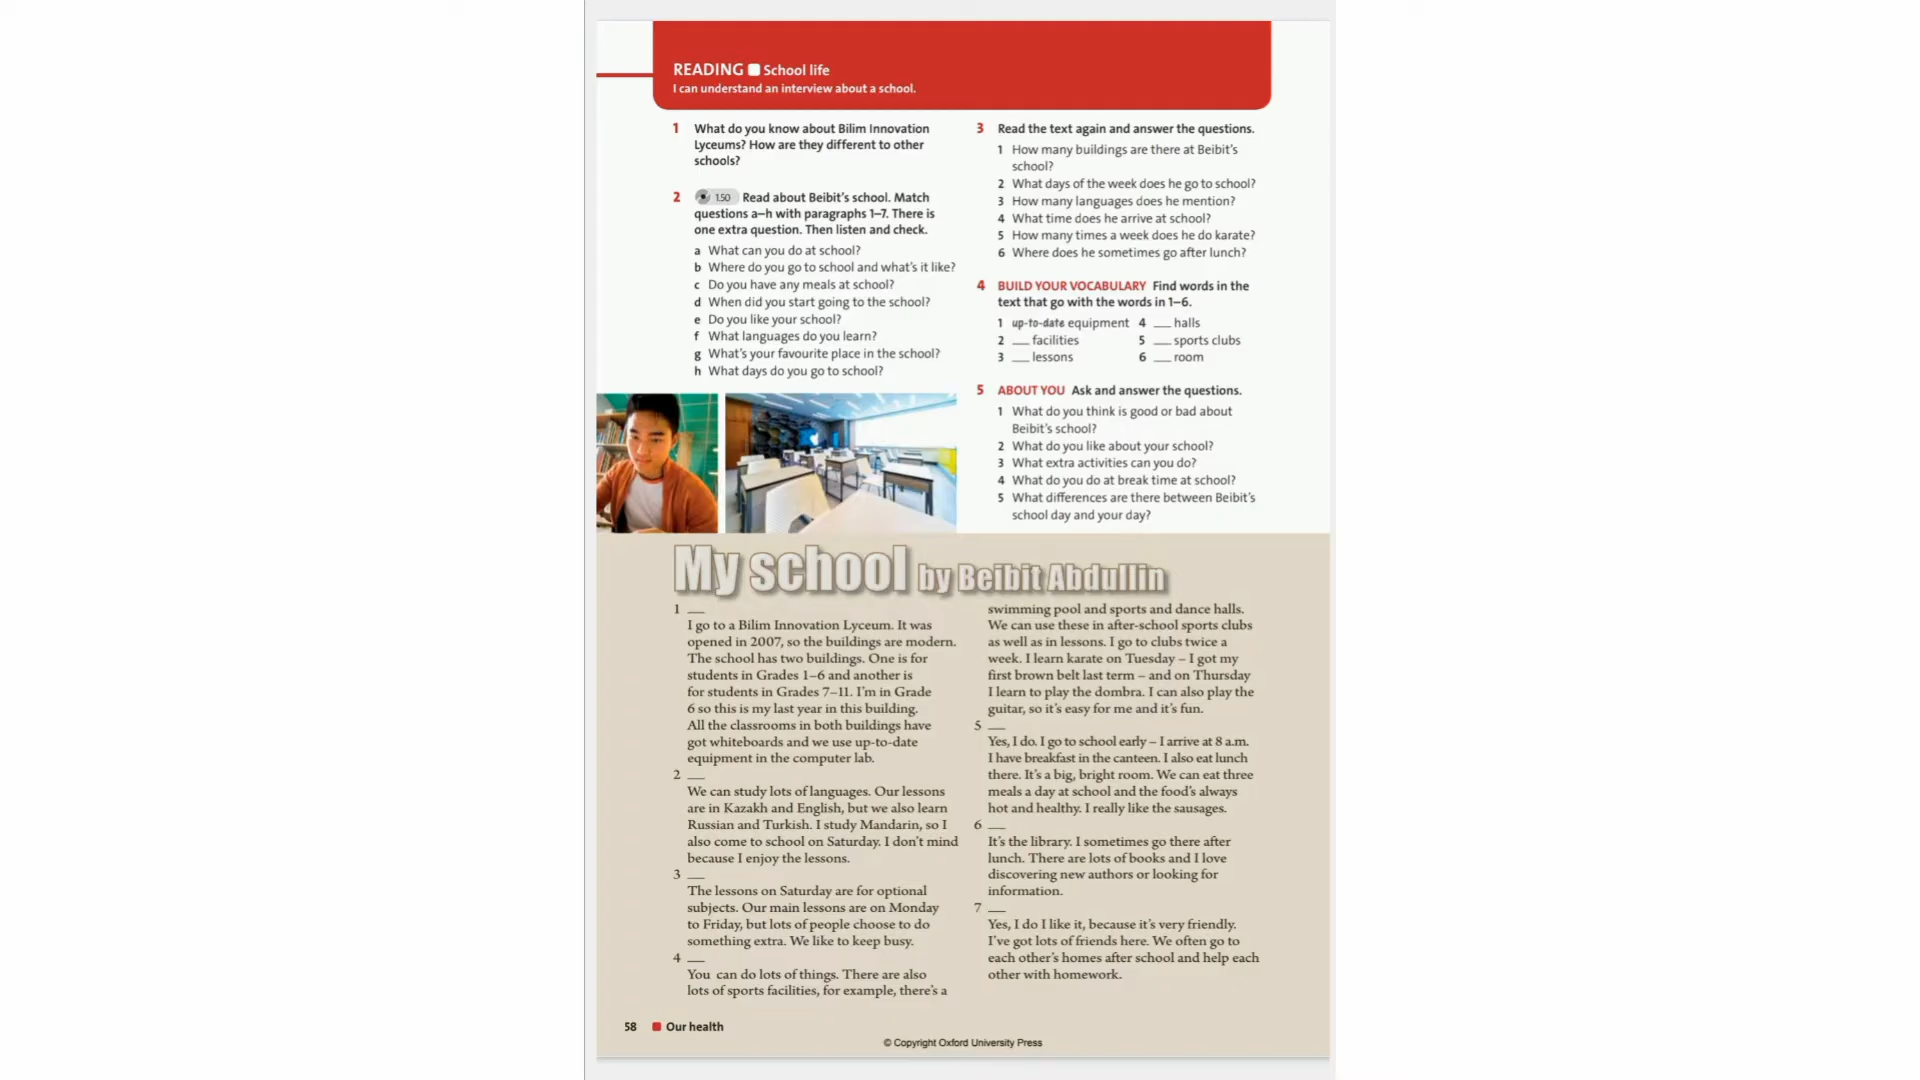 READING School life
I can understand an interview about a school.
1 What do you know about Bilim Innovation
Lyceums? How are they different to other
schools?
2 1.50 Read about Beibit's school. Match
questions a–h with paragraphs 1–7. There is
one extra question. Then listen and check.
a What can you do at school?
b Where do you go to school and what's it like?
c Do you have any meals at school?
d When did you start going to the school?
e Do you like your school?
f What languages do you learn?
g What's your favourite place in the school?
h What days do you go to school?
3 Read the text again and answer the questions.
1 How many buildings are there at Beibit's
school?
2 What days of the week does he go to school?
3 How many languages does he mention?
4 What time does he arrive at school?
5 How many times a week does he do karate?
6 Where does he sometimes go after lunch?
4 BUILD YOUR VOCABULARY Find words in the
text that go with the words in 1–6.
1 up-to-date equipment 4 ___ halls
2 ___ facilities 5 ___ sports clubs
3 ___ lessons 6 ___ room
5 ABOUT YOU Ask and answer the questions.
1 What do you think is good or bad about
Beibit's school?
2 What do you like about your school?
3 What extra activities can you do?
4 What do you do at break time at school?
5 What differences are there between Beibit's
school day and your day?
My school by Beibit Abdullin
1 ___
I go to a Bilim Innovation Lyceum. It was
opened in 2007, so the buildings are modern.
The school has two buildings. One is for
students in Grades 1–6 and another is
for students in Grades 7–11. I'm in Grade
6 so this is my last year in this building.
All the classrooms in both buildings have
got whiteboards and we use up-to-date
equipment in the computer lab.
2 ___
We can study lots of languages. Our lessons
are in Kazakh and English, but we also learn
Russian and Turkish. I study Mandarin, so I
also come to school on Saturday. I don't mind
because I enjoy the lessons.
3 ___
The lessons on Saturday are for optional
subjects. Our main lessons are on Monday
to Friday, but lots of people choose to do
something extra. We like to keep busy.
4 ___
You can do lots of things. There are also
lots of sports facilities, for example, there's a
swimming pool and sports and dance halls.
We can use these in after-school sports clubs
as well as in lessons. I go to clubs twice a
week. I learn karate on Tuesday – I got my
first brown belt last term – and on Thursday
I learn to play the dombra. I can also play the
guitar, so it's easy for me and it's fun.
5 ___
Yes, I do. I go to school early – I arrive at 8 a.m.
I have breakfast in the canteen. I also eat lunch
there. It's a big, bright room. We can eat three
meals a day at school and the food's always
hot and healthy. I really like the sausages.
6 ___
It's the library. I sometimes go there after
lunch. There are lots of books and I love
discovering new authors or looking for
information.
7 ___
Yes, I do I like it, because it's very friendly.
I've got lots of friends here. We often go to
each other's homes after school and help each
other with homework.
58 Our health
© Copyright Oxford University Press